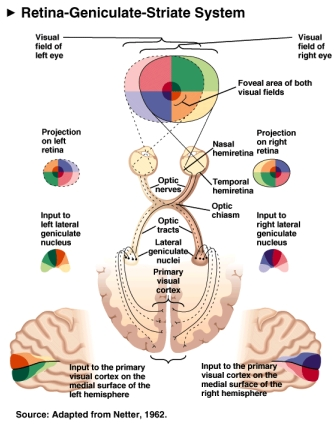 ► Retina-Geniculate-Striate System
Visual
field of
left eye
Visual
field of
right eye
Foveal area of both
visual fields
Projection
on left
retina
Nasal
hemiretina
Projection
on right
retina
Optic
nerves
Temporal
hemiretina
Optic
chiasm
Input to
left lateral
geniculate
nucleus
Optic
tracts
Input to
right lateral
geniculate
nucleus
Lateral
geniculate
nuclei
Primary
visual
cortex
Input to the primary
visual cortex on the
medial surface of the
left hemisphere
Input to the primary
visual cortex on the
medial surface of the
right hemisphere
Source: Adapted from Netter, 1962.